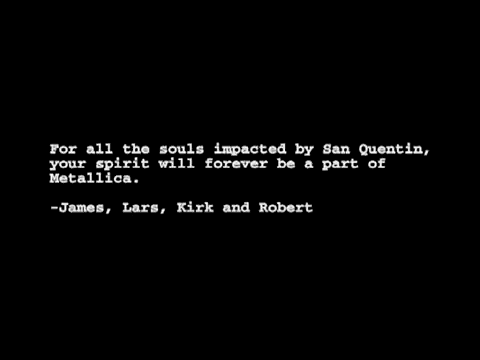 For all the souls impacted by San Quentin,
your spirit will forever be a part of
Metallica.
-James, Lars, Kirk and Robert